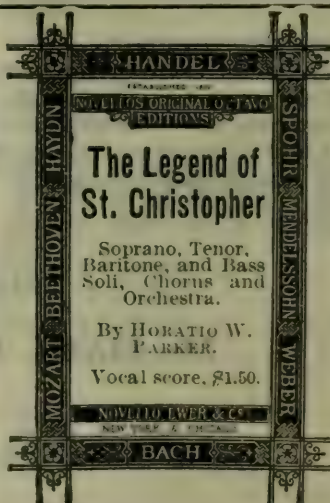 HANDEL
NOVELLOS ORIGINAL OCTAVO
EDITIONS
HAYDN
BEETHOVEN
MOZART
The Legend of
St. Christopher
Soprano, Tenor,
Baritone, and Bass
Soli, Chorus and
Orchestra.
By HORATIO W.
PARKER.
Vocal score, $1.50.
SPOHR
MENDELSSOHN
WEBER
NOVELLO EWER & Co
BACH